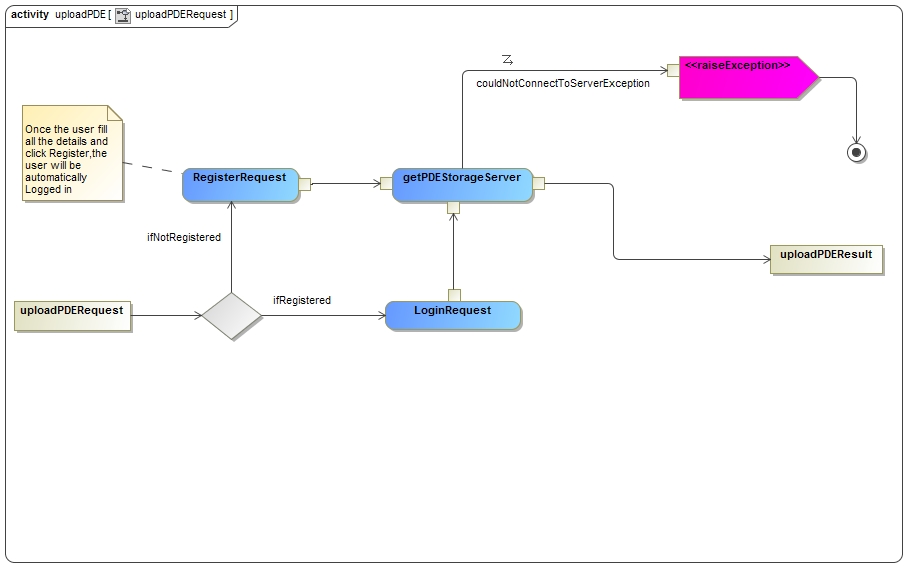 activity uploadPDE [ uploadPDERequest ]
<<raiseException>>
couldNotConnectToServerException
Once the user fill
all the details and
click Register,the
user will be
automatically
Logged in
RegisterRequest
getPDEStorageServer
ifNotRegistered
uploadPDEResult
uploadPDERequest
ifRegistered
LoginRequest